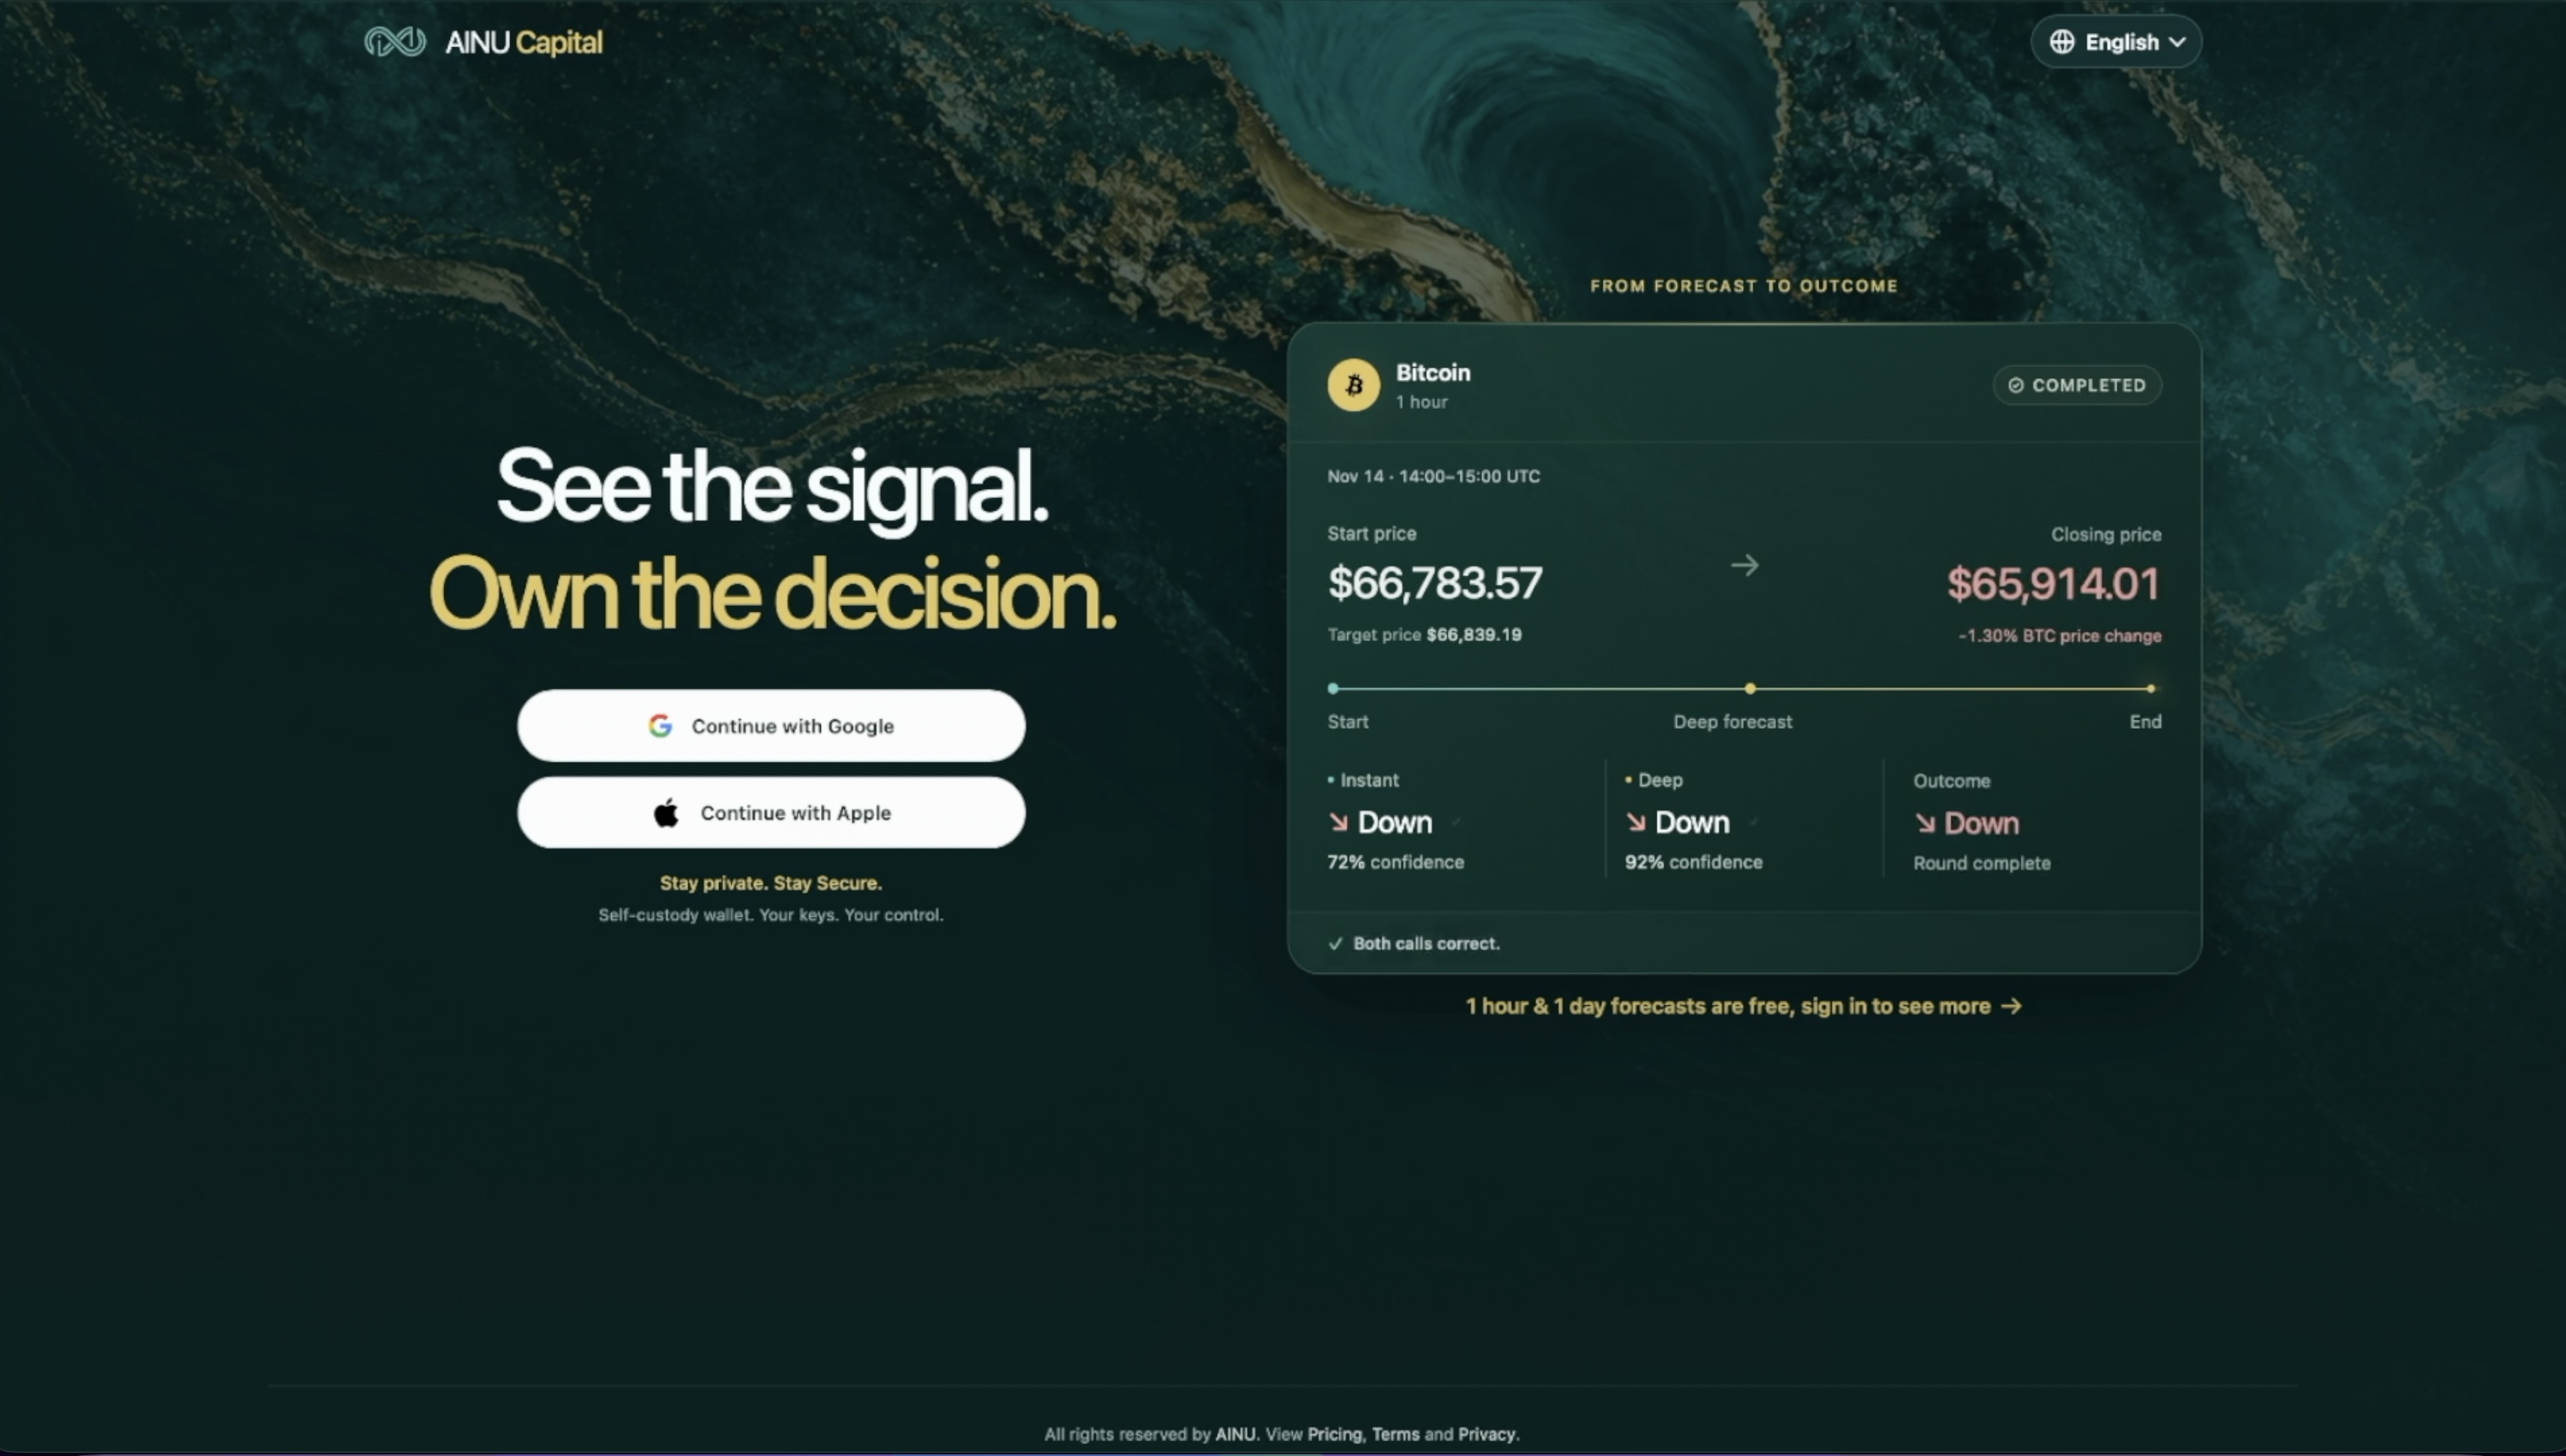 AINU Capital
English
See the signal.
Own the decision.
Continue with Google
Continue with Apple
Stay private. Stay Secure.
Self-custody wallet. Your keys. Your control.
FROM FORECAST TO OUTCOME
Bitcoin
1 hour
COMPLETED
Nov 14 · 14:00–15:00 UTC
Start price
Closing price
$66,783.57
$65,914.01
Target price $66,839.19
-1.30% BTC price change
Start
Deep forecast
End
Instant
Down
72% confidence
Deep
Down
92% confidence
Outcome
Down
Round complete
Both calls correct.
1 hour & 1 day forecasts are free, sign in to see more →
All rights reserved by AINU. View Pricing, Terms and Privacy.